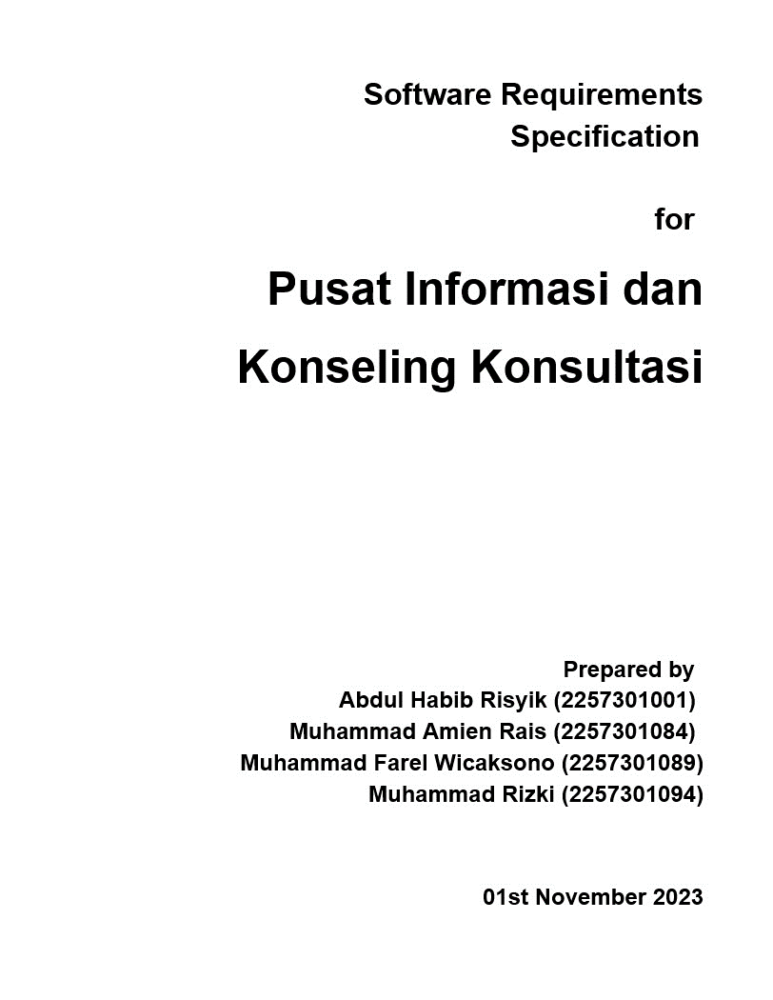 Software Requirements
Specification
for
Pusat Informasi dan
Konseling Konsultasi
Prepared by
Abdul Habib Risyik (2257301001)
Muhammad Amien Rais (2257301084)
Muhammad Farel Wicaksono (2257301089)
Muhammad Rizki (2257301094)
01st November 2023